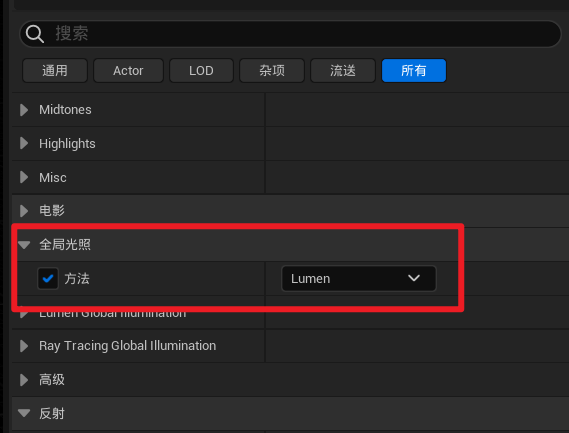 搜索
通用 Actor LOD 杂项 流送 所有
Midtones
Highlights
Misc
电影
全局光照
方法 Lumen
Lumen Global Illumination
Ray Tracing Global Illumination
高级
反射